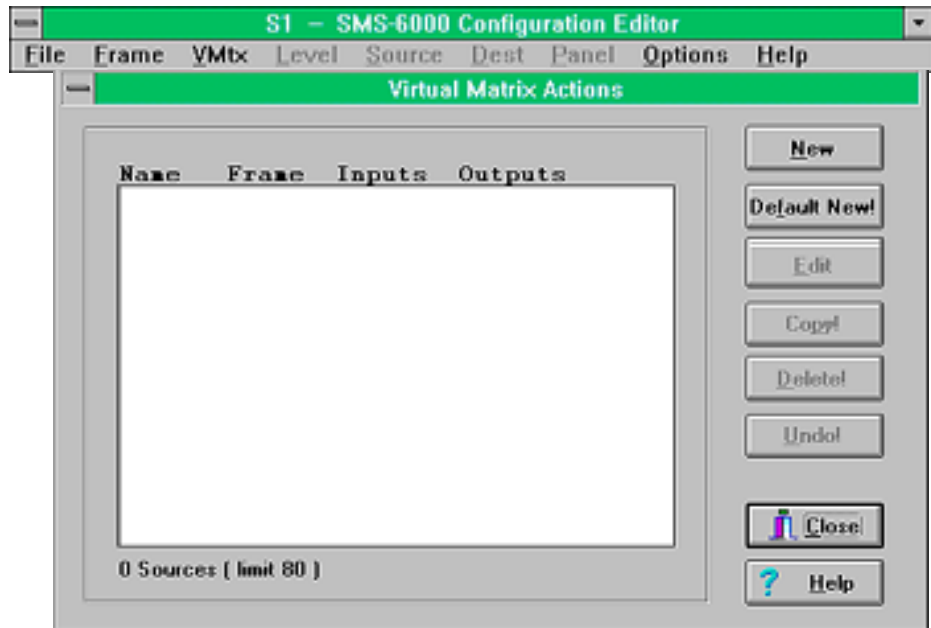 S1 – SMS-6000 Configuration Editor
File Frame VMtx Level Source Dest Panel Options Help
Virtual Matrix Actions
Name Frame Inputs Outputs
New
Default New!
Edit
Copy!
Delete!
Undo!
Close
0 Sources ( limit 80 )
? Help